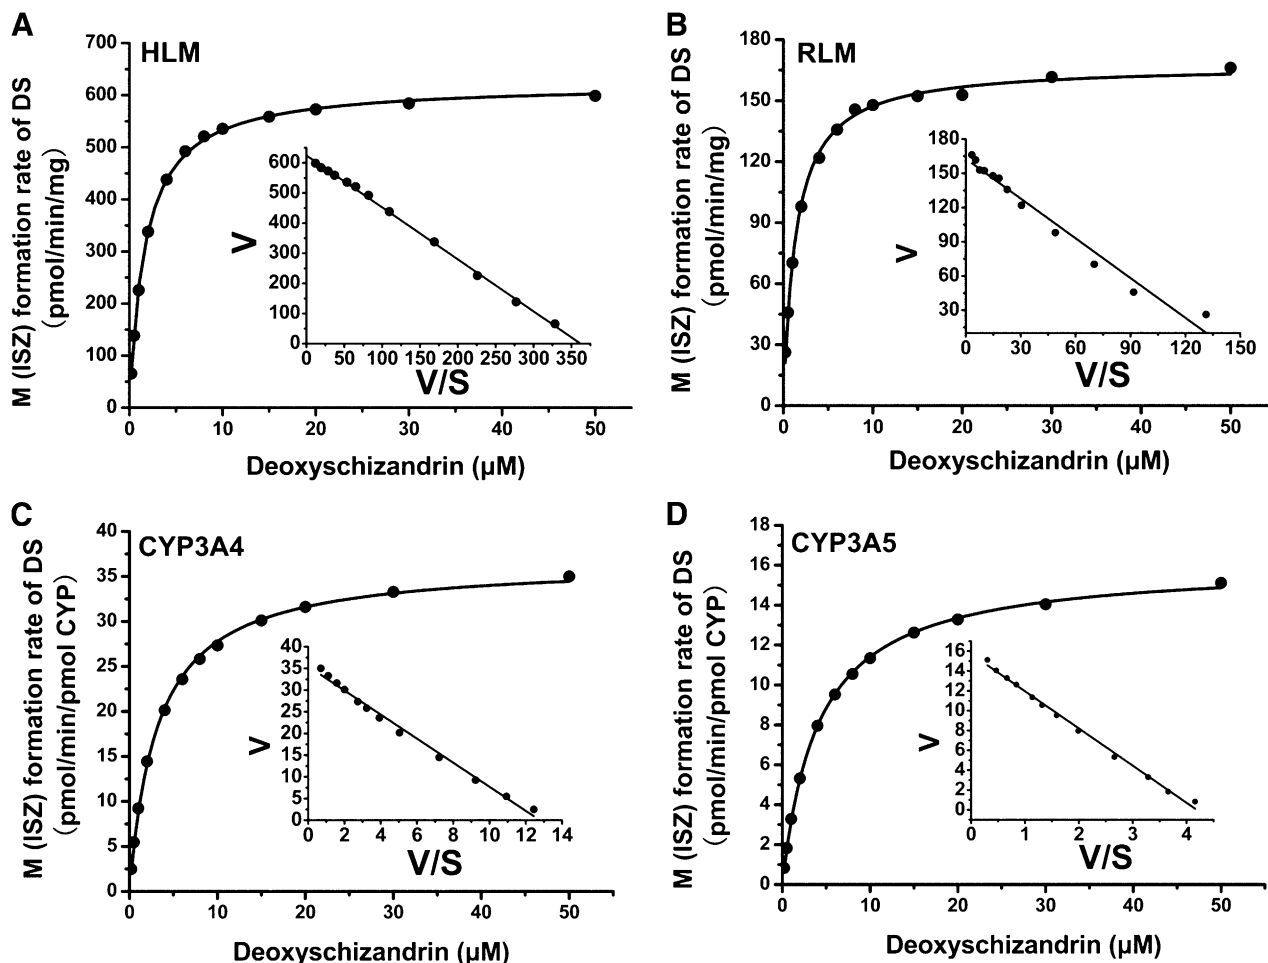 A
HLM
M (ISZ) formation rate of DS
(pmol/min/mg)
700
600
500
400
300
200
100
0
0 10 20 30 40 50
Deoxyschizandrin (µM)
V
600
500
400
300
200
100
0
0 50 100 150 200 250 300 350
V/S
B
RLM
M (ISZ) formation rate of DS
(pmol/min/mg)
180
150
120
90
60
30
0
0 10 20 30 40 50
Deoxyschizandrin (µM)
V
180
150
120
90
60
30
0 30 60 90 120 150
V/S
C
CYP3A4
M (ISZ) formation rate of DS
(pmol/min/pmol CYP)
40
35
30
25
20
15
10
5
0
0 10 20 30 40 50
Deoxyschizandrin (µM)
V
40
35
30
25
20
15
10
5
0
0 2 4 6 8 10 12 14
V/S
D
CYP3A5
M (ISZ) formation rate of DS
(pmol/min/pmol CYP)
18
16
14
12
10
8
6
4
2
0
0 10 20 30 40 50
Deoxyschizandrin (µM)
V
16
14
12
10
8
6
4
2
0
0 1 2 3 4
V/S